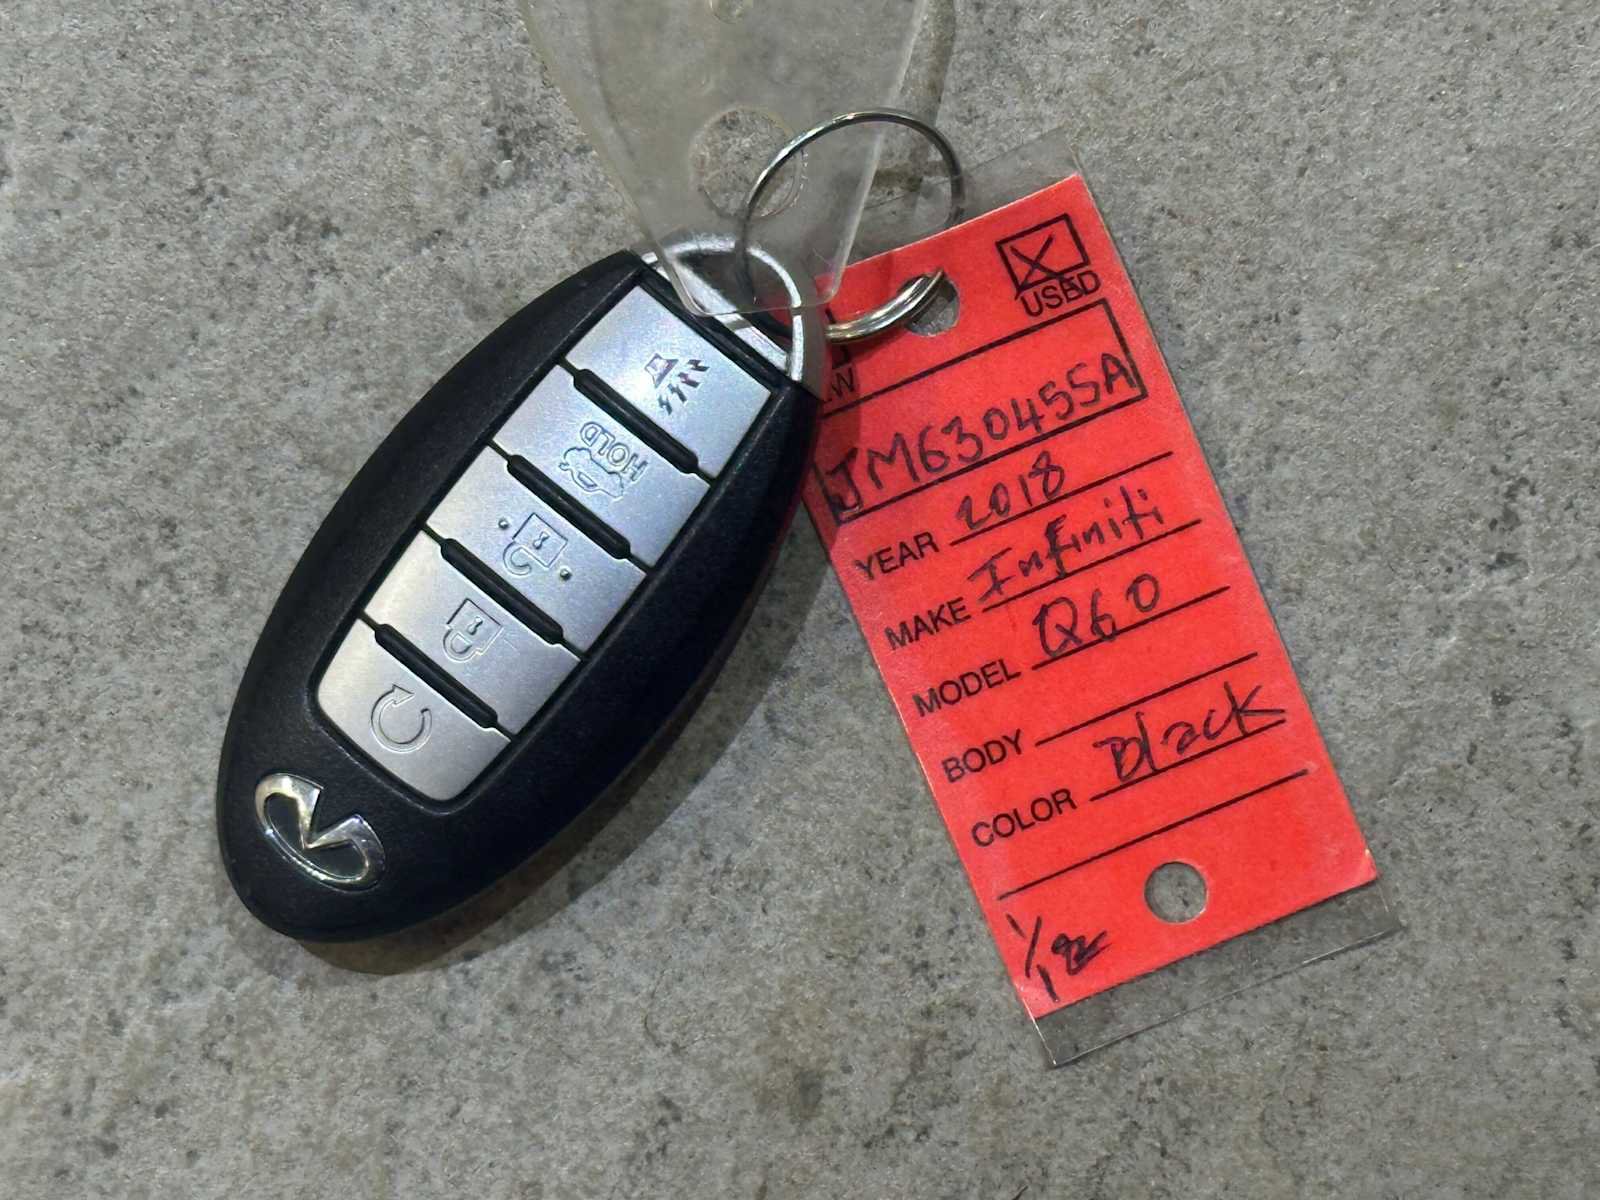 HOLD
USED
JM630455A
YEAR 2018
MAKE Infiniti
MODEL Q60
BODY
COLOR Black